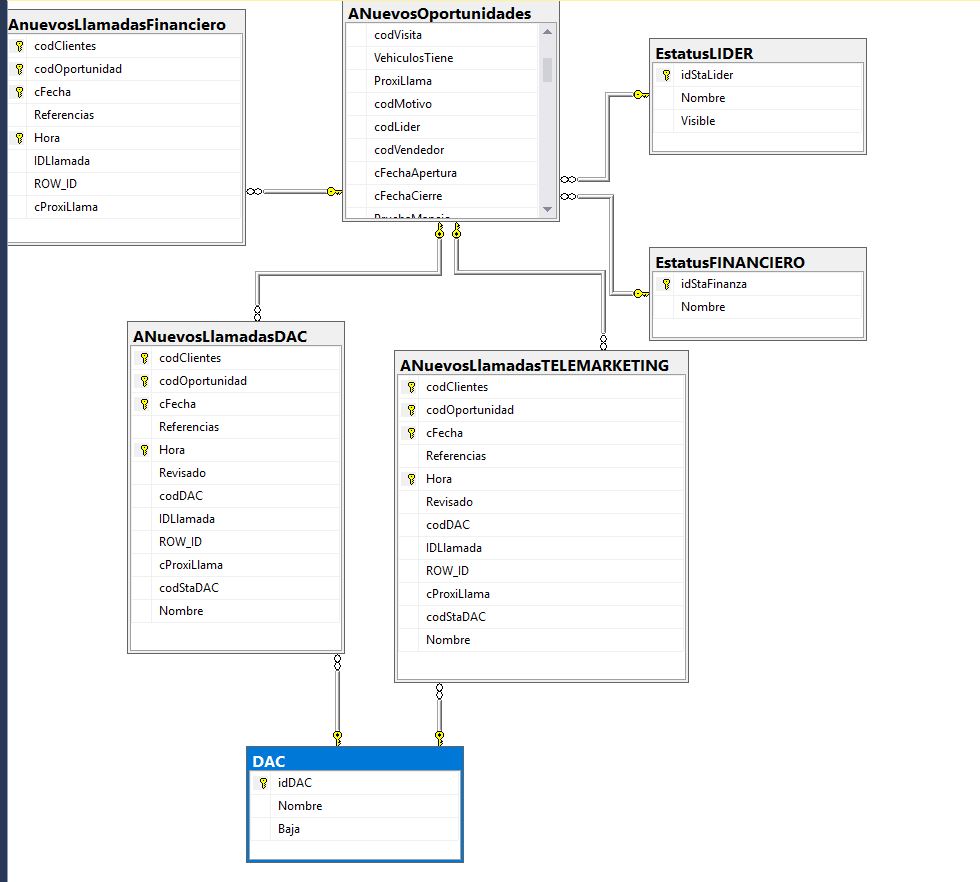 AnuevosLlamadasFinanciero
codClientes
codOportunidad
cFecha
Referencias
Hora
IDLlamada
ROW_ID
cProxiLlama
ANuevosOportunidades
codVisita
VehiculosTiene
ProxiLlama
codMotivo
codLider
codVendedor
cFechaApertura
cFechaCierre
EstatusLIDER
idStaLider
Nombre
Visible
EstatusFINANCIERO
idStaFinanza
Nombre
ANuevosLlamadasDAC
codClientes
codOportunidad
cFecha
Referencias
Hora
Revisado
codDAC
IDLlamada
ROW_ID
cProxiLlama
codStaDAC
Nombre
ANuevosLlamadasTELEMARKETING
codClientes
codOportunidad
cFecha
Referencias
Hora
Revisado
codDAC
IDLlamada
ROW_ID
cProxiLlama
codStaDAC
Nombre
DAC
idDAC
Nombre
Baja